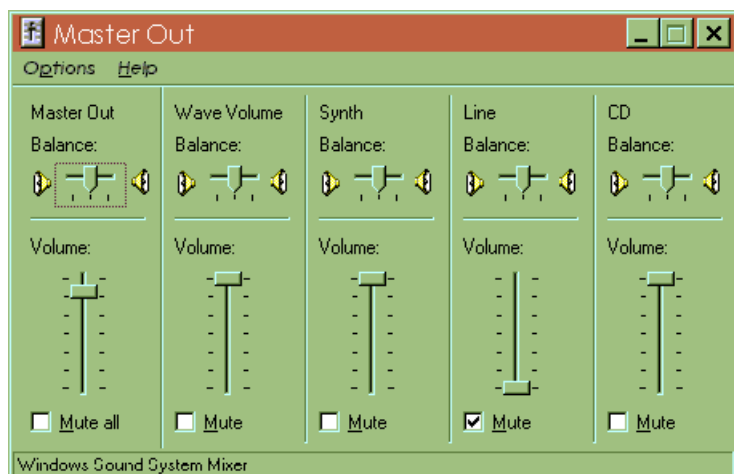 Master Out
Options Help
Master Out Wave Volume Synth Line CD
Balance: Balance: Balance: Balance: Balance:
Volume: Volume: Volume: Volume: Volume:
Mute all Mute Mute Mute Mute
Windows Sound System Mixer